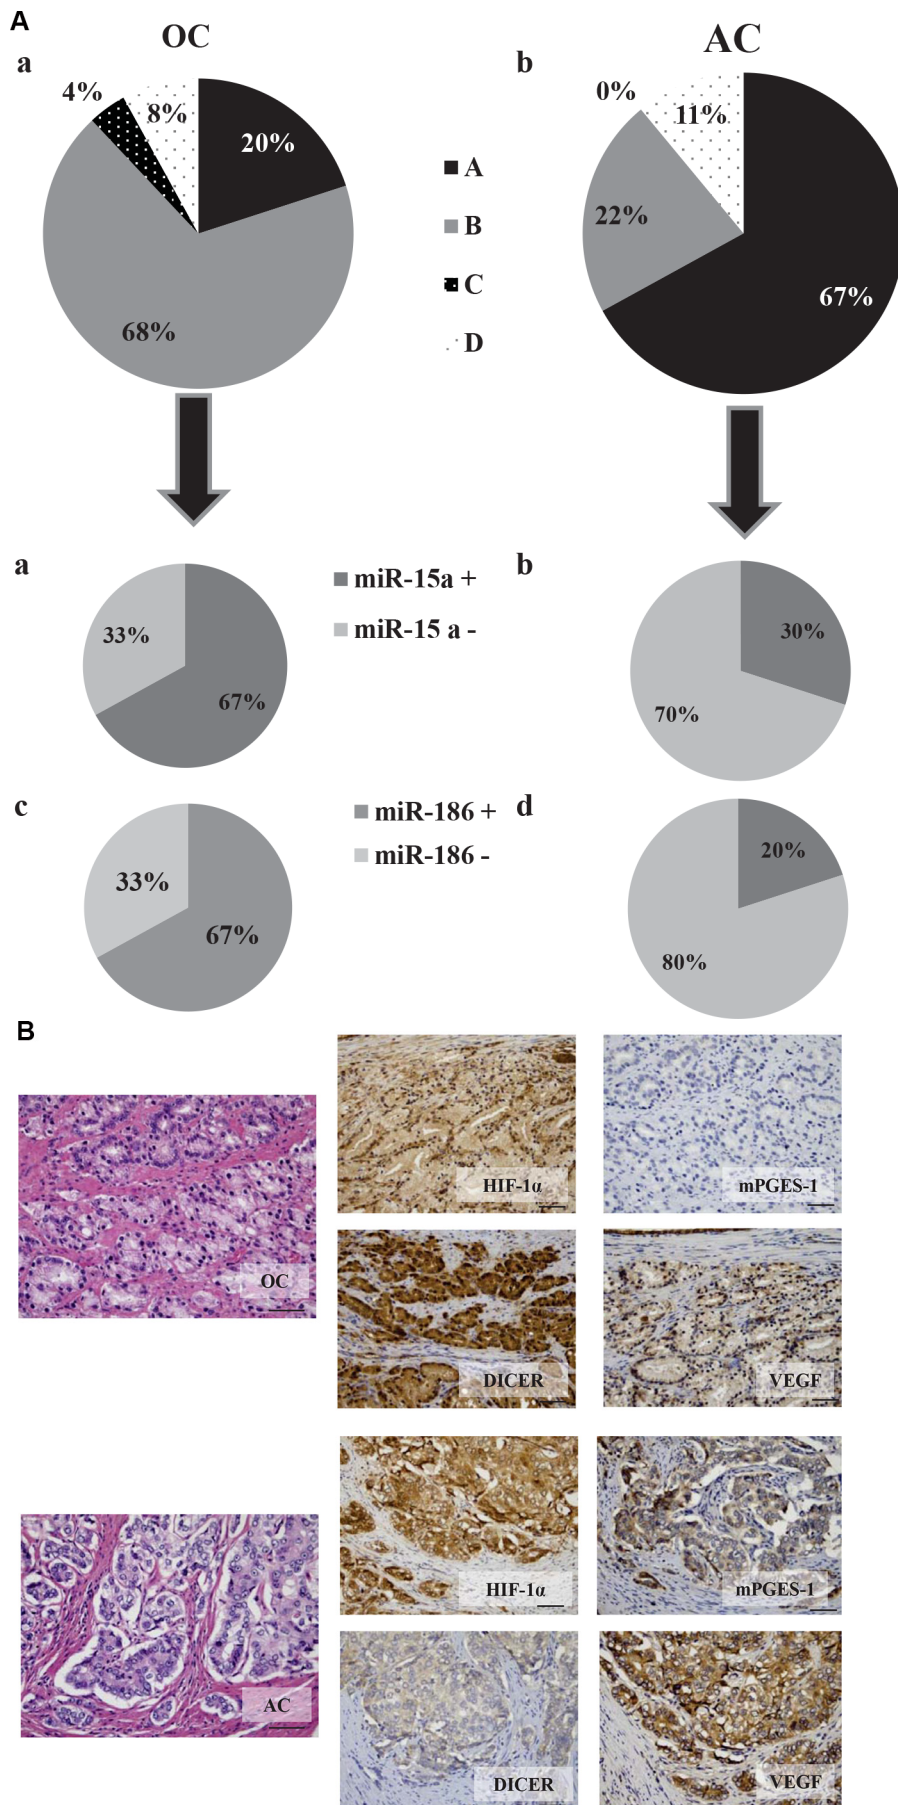 A
OC
AC
a
b
4%
8%
20%
0%
11%
A
B
C
D
22%
67%
68%
a
b
miR-15a +
miR-15 a -
33%
67%
30%
70%
c
d
miR-186 +
miR-186 -
33%
67%
20%
80%
B
HIF-1α
mPGES-1
OC
DICER
VEGF
HIF-1α
mPGES-1
AC
DICER
VEGF